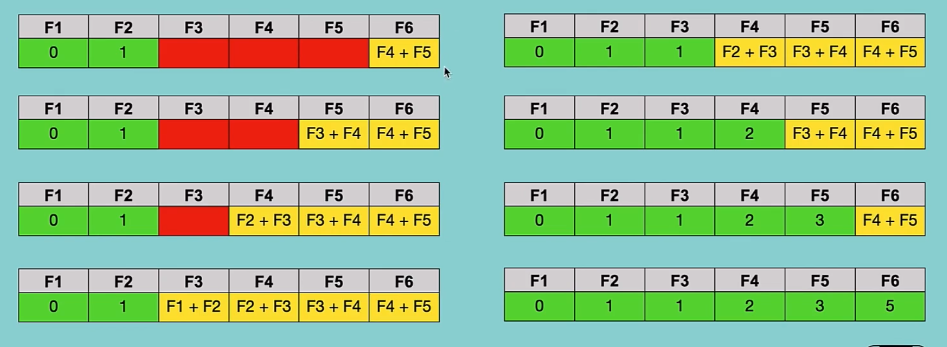 F1 F2 F3 F4 F5 F6
0 1 F4 + F5
F1 F2 F3 F4 F5 F6
0 1 F3 + F4 F4 + F5
F1 F2 F3 F4 F5 F6
0 1 F2 + F3 F3 + F4 F4 + F5
F1 F2 F3 F4 F5 F6
0 1 F1 + F2 F2 + F3 F3 + F4 F4 + F5
F1 F2 F3 F4 F5 F6
0 1 1 F2 + F3 F3 + F4 F4 + F5
F1 F2 F3 F4 F5 F6
0 1 1 2 F3 + F4 F4 + F5
F1 F2 F3 F4 F5 F6
0 1 1 2 3 F4 + F5
F1 F2 F3 F4 F5 F6
0 1 1 2 3 5